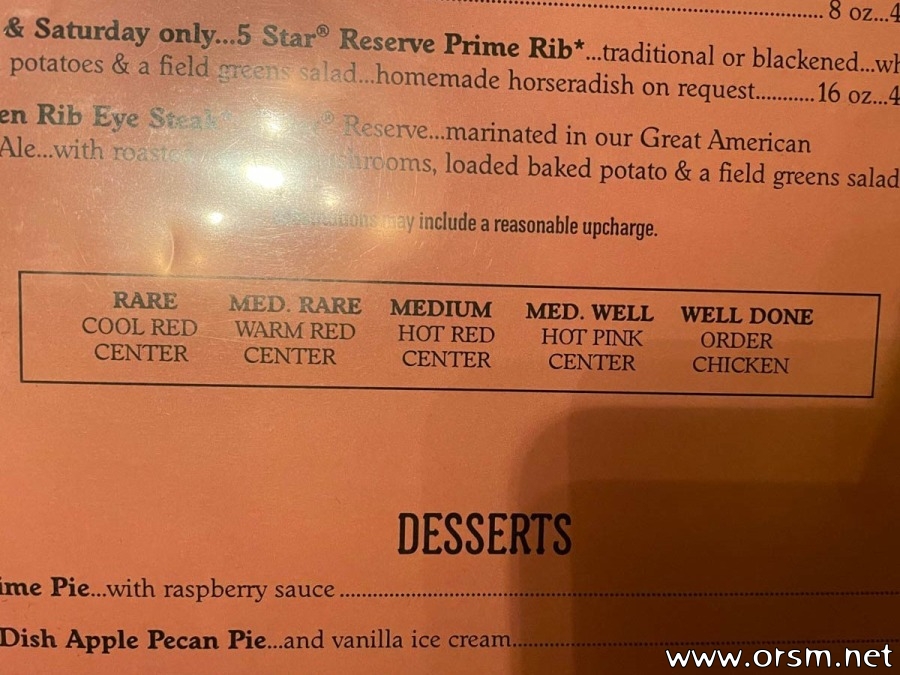 8 oz...4
& Saturday only...5 Star® Reserve Prime Rib*...traditional or blackened...wh
potatoes & a field greens salad...homemade horseradish on request..........16 oz...4
en Rib Eye Steak ® Reserve...marinated in our Great American
Ale...with roast rooms, loaded baked potato & a field greens salad
may include a reasonable upcharge.
RARE MED. RARE MEDIUM MED. WELL WELL DONE
COOL RED WARM RED HOT RED HOT PINK ORDER
CENTER CENTER CENTER CENTER CHICKEN
DESSERTS
ime Pie...with raspberry sauce
Dish Apple Pecan Pie...and vanilla ice cream
www.orsm.net